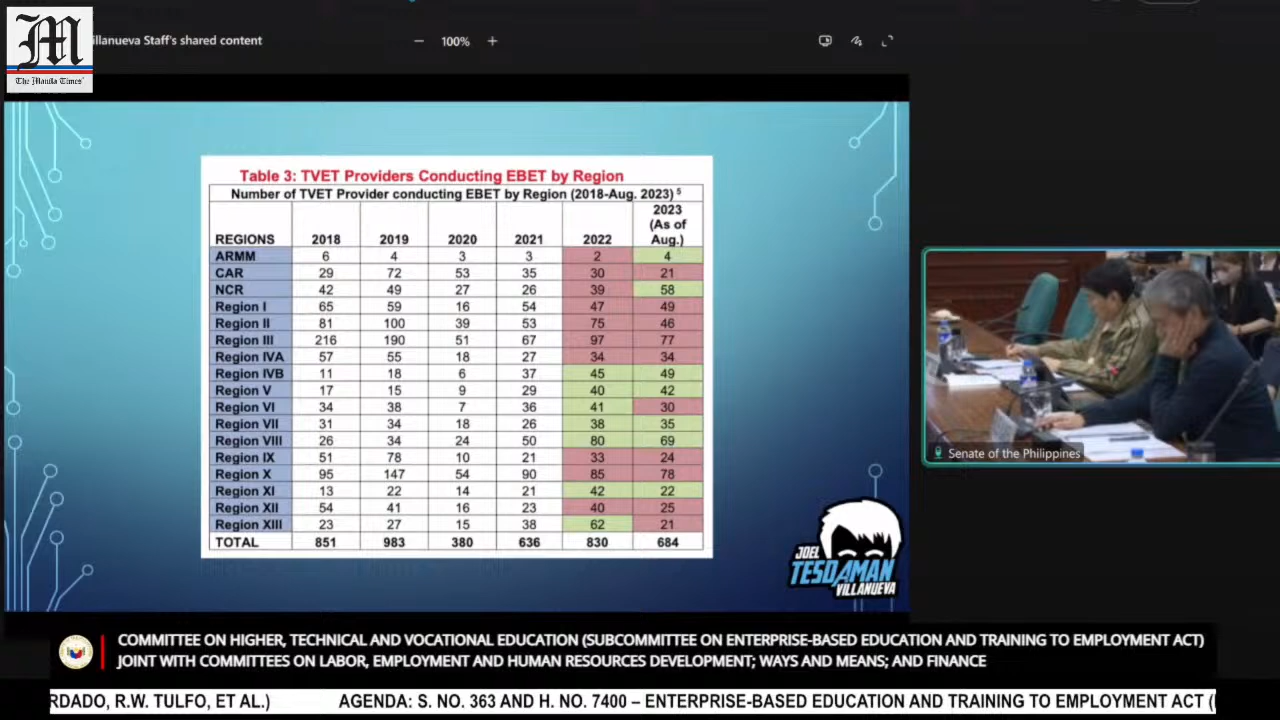 M
The Manila Times
illanueva Staff's shared content
100%
Table 3: TVET Providers Conducting EBET by Region
Number of TVET Provider conducting EBET by Region (2018-Aug. 2023) 5
REGIONS 2018 2019 2020 2021 2022 2023 (As of Aug.)
ARMM 6 4 3 3 2 4
CAR 29 72 53 35 30 21
NCR 42 49 27 26 39 58
Region I 65 59 16 54 47 49
Region II 81 100 39 53 75 46
Region III 216 190 51 67 97 77
Region IVA 57 55 18 27 34 34
Region IVB 11 18 6 37 45 49
Region V 17 15 9 29 40 42
Region VI 34 38 7 36 41 30
Region VII 31 34 18 26 38 35
Region VIII 26 34 24 50 80 69
Region IX 51 78 10 21 33 24
Region X 95 147 54 90 85 78
Region XI 13 22 14 21 42 22
Region XII 54 41 16 23 40 25
Region XIII 23 27 15 38 62 21
TOTAL 851 983 380 636 830 684
JOEL
TESDAMAN
VILLANUEVA
Senate of the Philippines
COMMITTEE ON HIGHER, TECHNICAL AND VOCATIONAL EDUCATION (SUBCOMMITTEE ON ENTERPRISE-BASED EDUCATION AND TRAINING TO EMPLOYMENT ACT)
JOINT WITH COMMITTEES ON LABOR, EMPLOYMENT AND HUMAN RESOURCES DEVELOPMENT; WAYS AND MEANS; AND FINANCE
RDADO, R.W. TULFO, ET AL.) AGENDA: S. NO. 363 AND H. NO. 7400 – ENTERPRISE-BASED EDUCATION AND TRAINING TO EMPLOYMENT ACT (